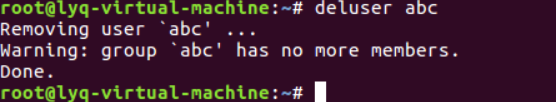 root@lyq-virtual-machine:~# deluser abc
Removing user `abc' ...
Warning: group `abc' has no more members.
Done.
root@lyq-virtual-machine:~#